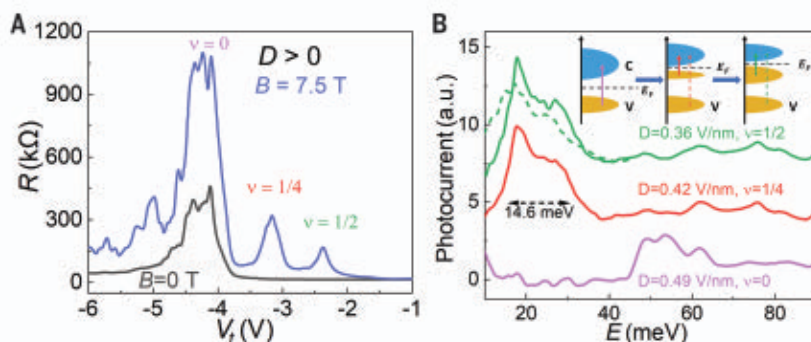 A
1200
900
600
300
0
R (kΩ)
ν = 0
D > 0
B = 7.5 T
ν = 1/4
ν = 1/2
B=0 T
-6
-5
-4
-3
-2
-1
V_t (V)
B
15
10
5
0
Photocurrent (a.u.)
C
E_F
V
E_F
V
E_F
V
D=0.36 V/nm, ν=1/2
D=0.42 V/nm, ν=1/4
14.6 meV
D=0.49 V/nm, ν=0
20
40
60
80
E (meV)